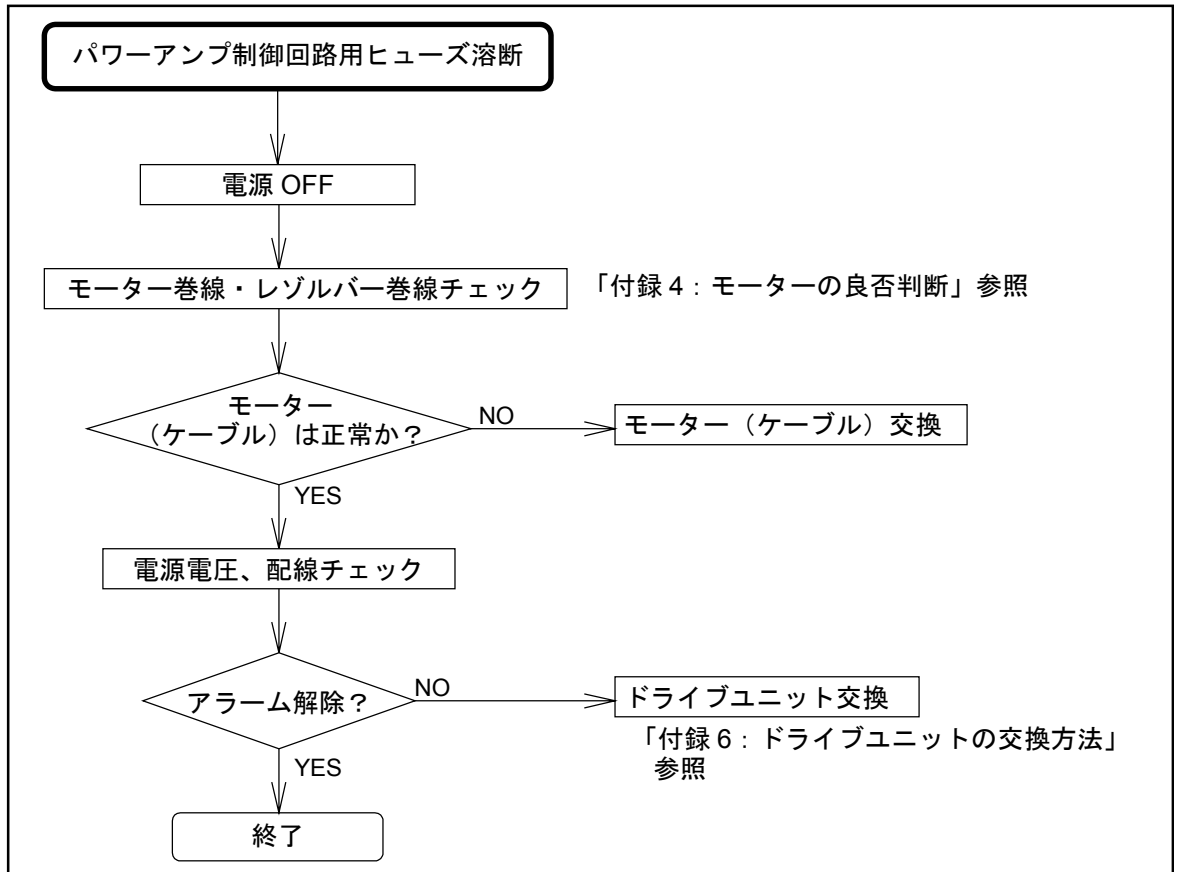 パワーアンプ制御回路用ヒューズ溶断
電源 OFF
モーター巻線・レゾルバー巻線チェック
「付録 4：モーターの良否判断」参照
モーター
（ケーブル）は正常か？
NO
モーター（ケーブル）交換
YES
電源電圧、配線チェック
アラーム解除？
NO
ドライブユニット交換
「付録 6：ドライブユニットの交換方法」
参照
YES
終了